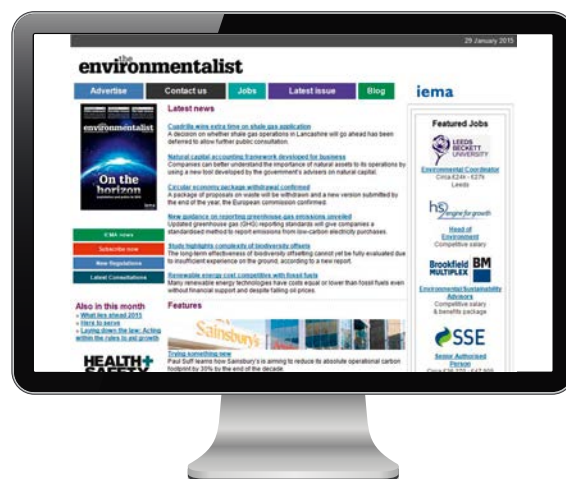 29 January 2015
the
environmentalist
Advertise
Contact us
Jobs
Latest issue
Blog
iema
environmentalist
On the
horizon
iema
IEMA news
Subscribe now
New Regulations
Latest Consultations
Also in this month
What lies ahead 2015
Here to serve
Laying down the law: Acting
within the rules to aid growth
HEALTH+
SAFETY
Latest news
Cuadrilla wins extra time on shale gas application
A decision on whether shale gas operations in Lancashire will go ahead has been
deferred to allow further public consultation.
Natural capital accounting framework developed for business
Companies can better understand the importance of natural assets to its operations by
using a new tool developed by the government's advisers on natural capital.
Circular economy package withdrawal confirmed
A package of proposals on waste will be withdrawn and a new version submitted by
the end of the year, the European commission confirmed.
New guidance on reporting greenhouse gas emissions unveiled
Updated greenhouse gas (GHG) reporting standards will give companies a
standardised method to report emissions from low-carbon electricity purchases.
Study highlights complexity of biodiversity offsets
The long-term effectiveness of biodiversity offsetting cannot yet be fully evaluated due
to insufficient experience on the ground, according to a new report.
Renewable energy cost competitive with fossil fuels
Many renewable energy technologies have costs equal or lower than fossil fuels even
without financial support and despite falling oil prices.
Features
Sainsbury's
Trying something new
Paul Suff learns how Sainsbury's is aiming to reduce its absolute operational carbon
footprint by 30% by the end of the decade.
Featured Jobs
LEEDS
BECKETT
UNIVERSITY
Environmental Coordinator
Circa £24k - £27k
Leeds
hs2 engine for growth
Head of
Environment
Competitive salary
Brookfield BM
MULTIPLEX
Environmental/Sustainability
Advisors
Competitive salary
& benefits package
SSE
Senior Authorised
Person